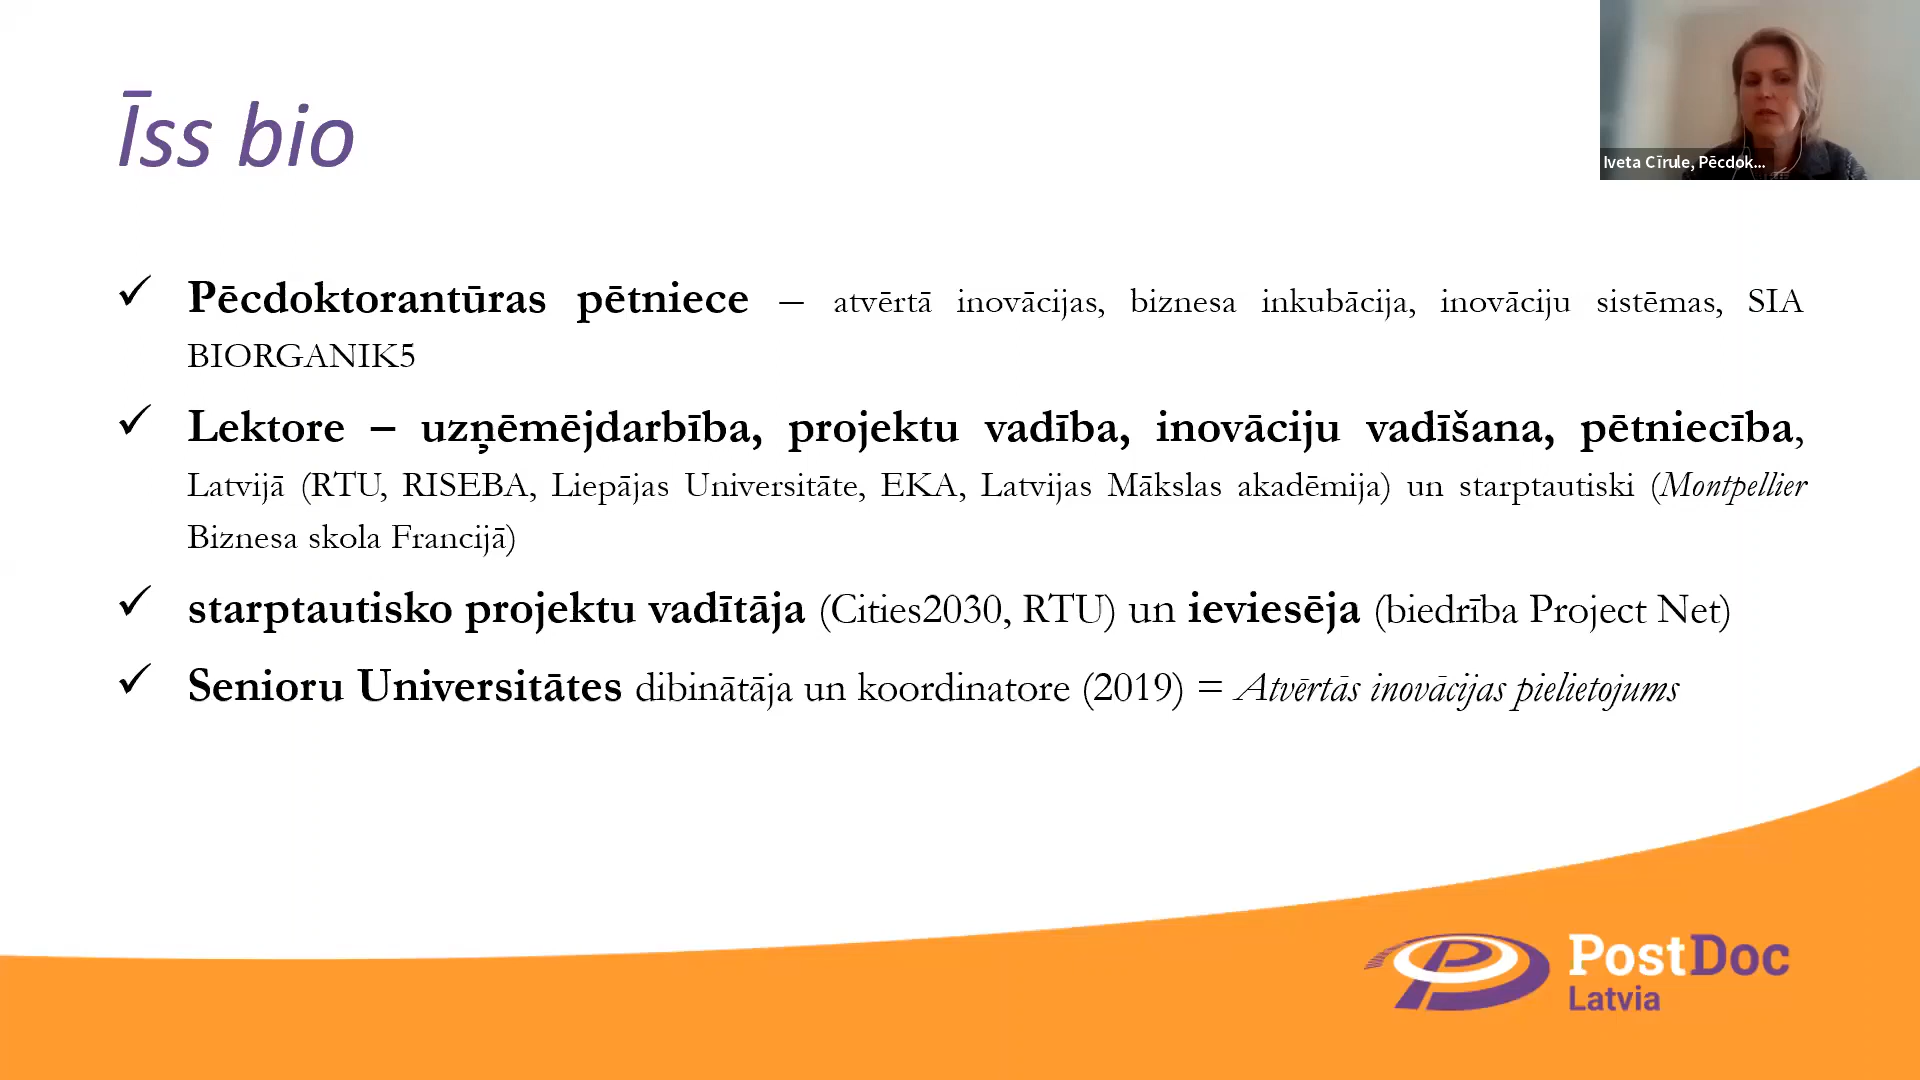 Īss bio
Iveta Cīrule, Pēcdok...
✓ Pēcdoktorantūras pētniece – atvērtā inovācijas, biznesa inkubācija, inovāciju sistēmas, SIA
BIORGANIK5
✓ Lektore – uzņēmējdarbība, projektu vadība, inovāciju vadīšana, pētniecība,
Latvijā (RTU, RISEBA, Liepājas Universitāte, EKA, Latvijas Mākslas akadēmija) un starptautiski (Montpellier
Biznesa skola Francijā)
✓ starptautisko projektu vadītāja (Cities2030, RTU) un ieviesēja (biedrība Project Net)
✓ Senioru Universitātes dibinātāja un koordinatore (2019) = Atvērtās inovācijas pielietojums
PostDoc
Latvia